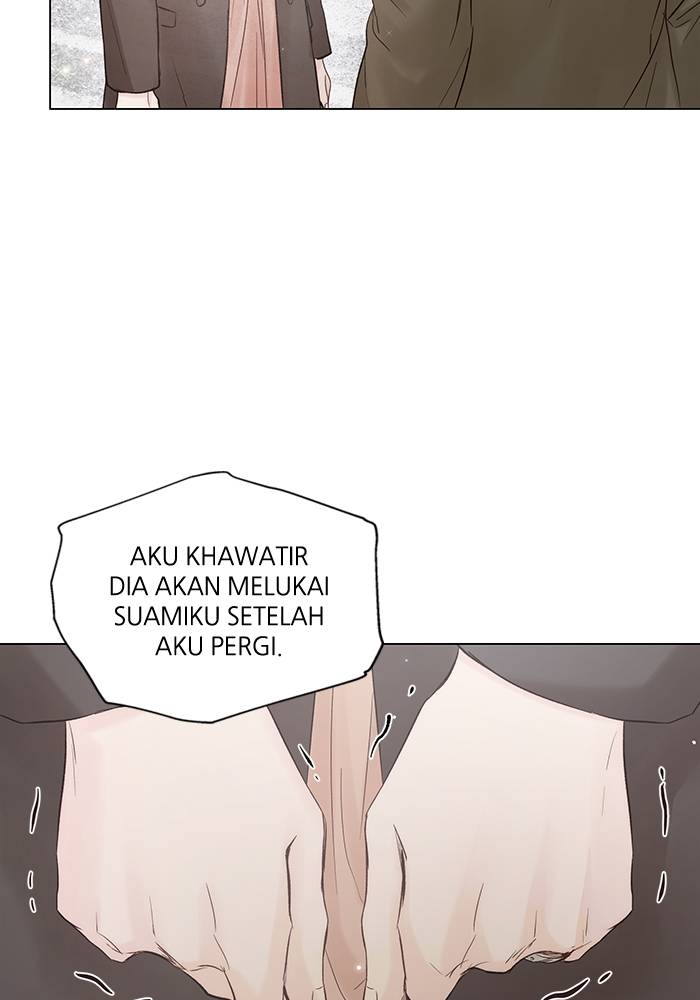 AKU KHAWATIR
DIA AKAN MELUKAI
SUAMIKU SETELAH
AKU PERGI.